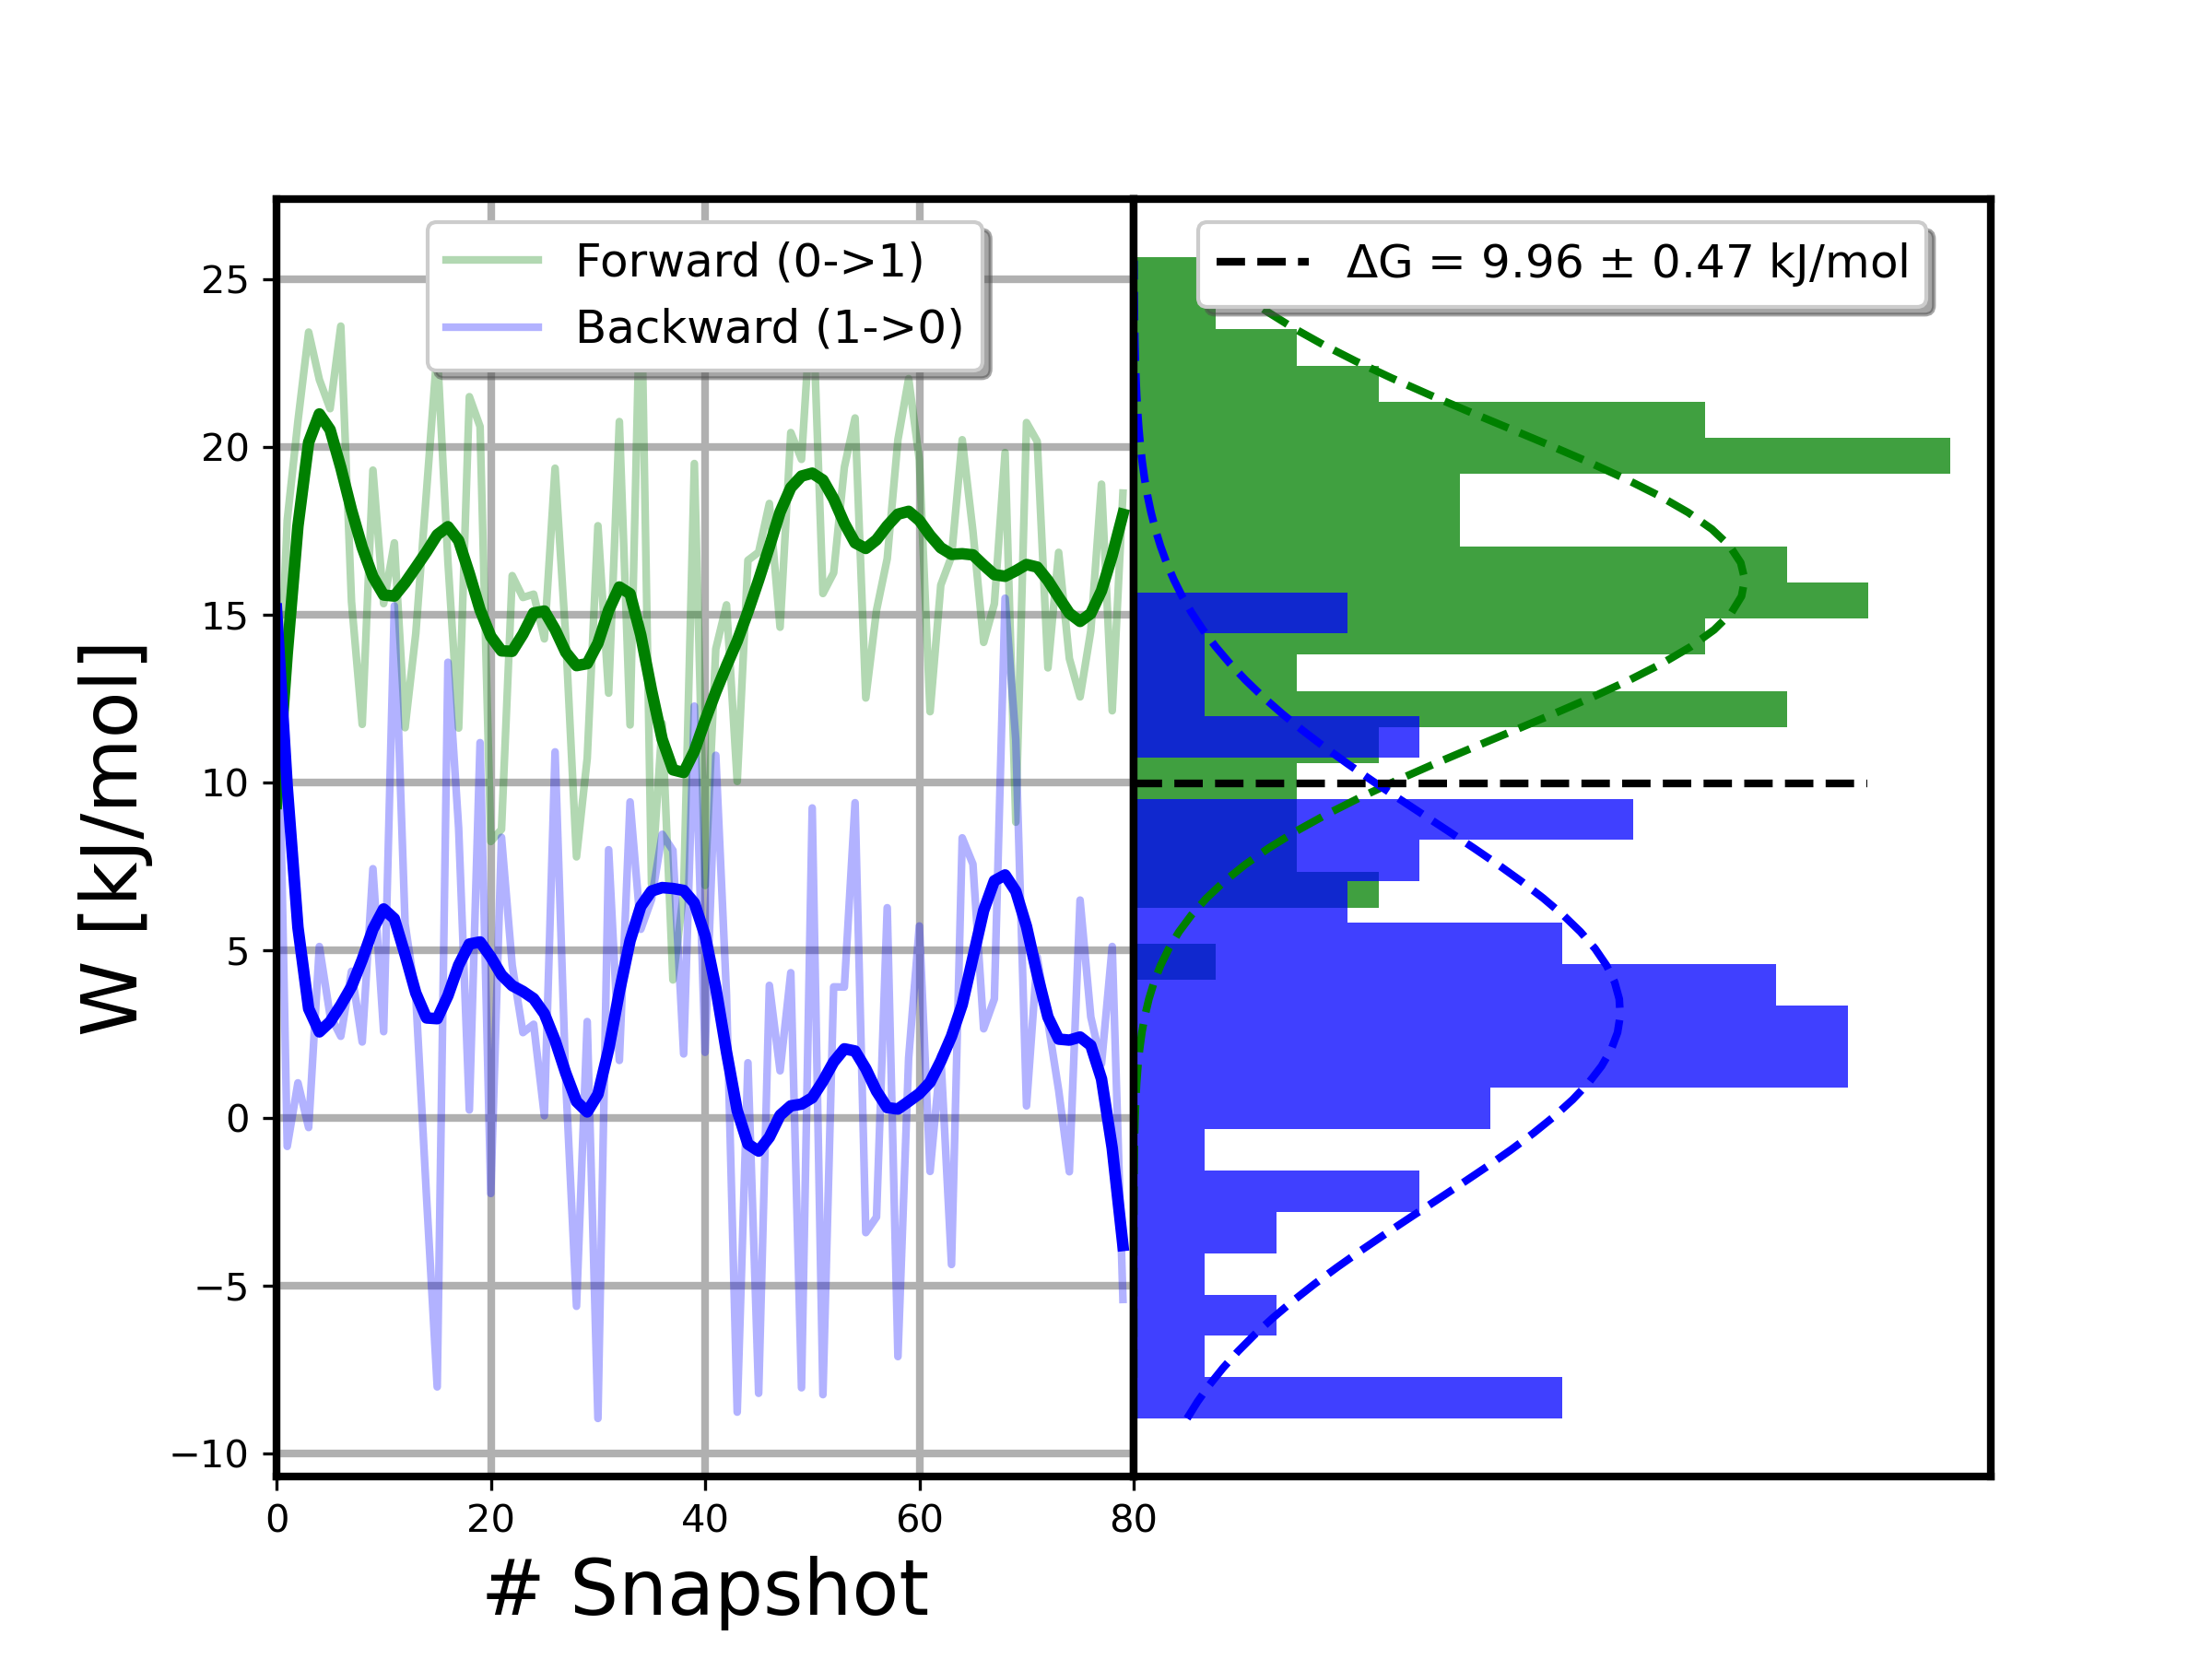 Forward (0->1)
Backward (1->0)
ΔG = 9.96 ± 0.47 kJ/mol
W [kJ/mol]
25
20
15
10
5
0
−5
−10
0 20 40 60 80
# Snapshot